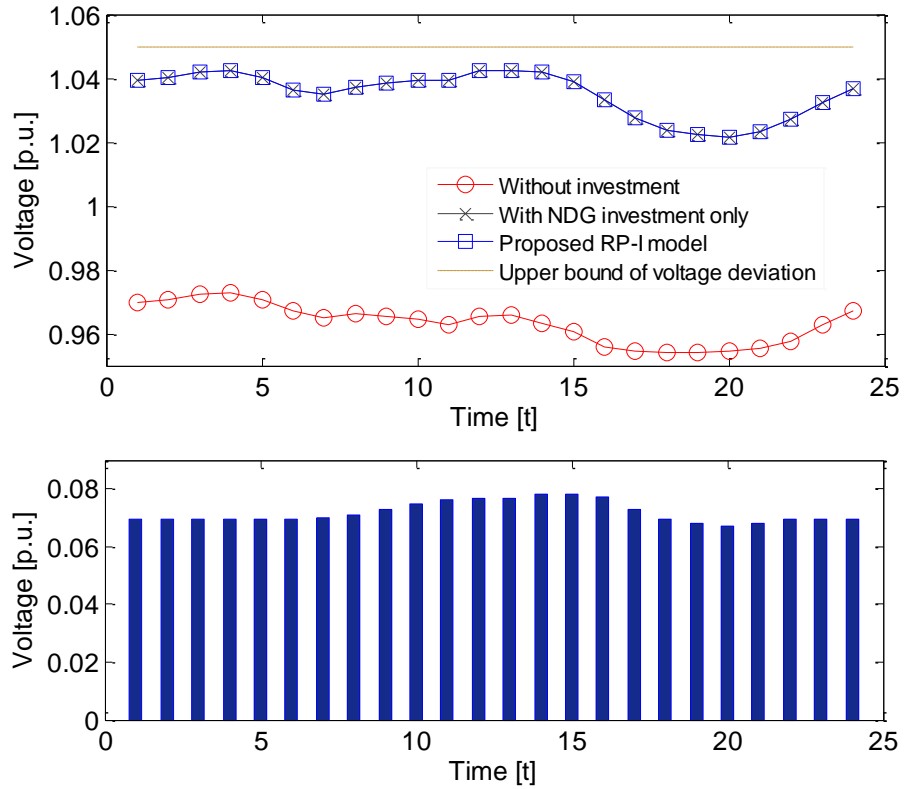 1.06
1.04
1.02
1
0.98
0.96
Voltage [p.u.]
Without investment
With NDG investment only
Proposed RP-I model
Upper bound of voltage deviation
0 5 10 15 20 25
Time [t]
0.08
0.06
0.04
0.02
0
Voltage [p.u.]
0 5 10 15 20 25
Time [t]